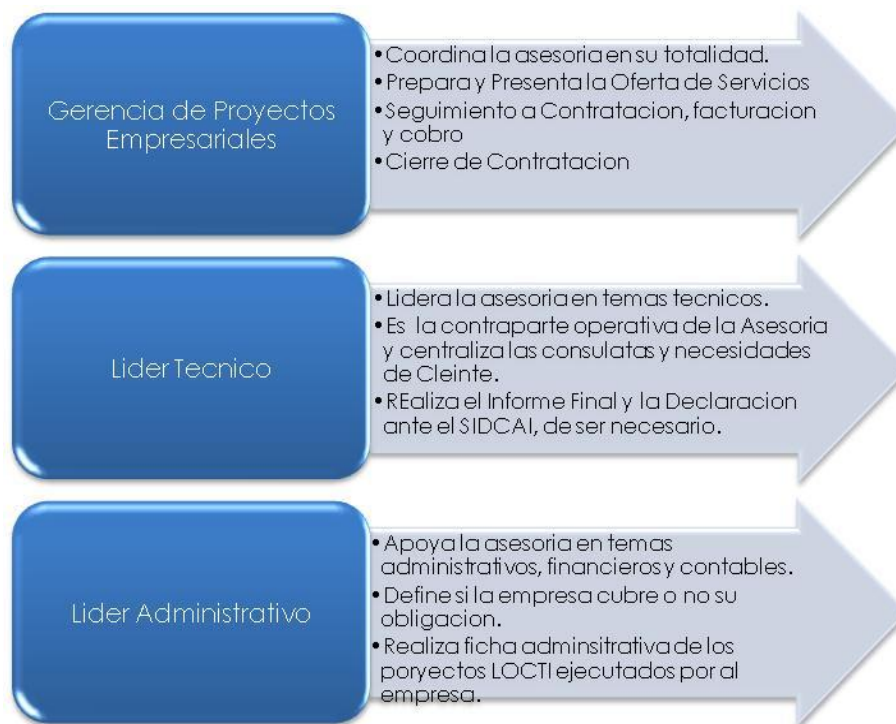 Gerencia de Proyectos
Empresariales
•Coordina la asesoria en su totalidad.
•Prepara y Presenta la Oferta de Servicios
•Seguimiento a Contratacion, facturacion
y cobro
•Cierre de Contratacion
Lider Tecnico
•Lidera la asesoria en temas tecnicos.
•Es la contraparte operativa de la Asesoria
y centraliza las consulatas y necesidades
de Cleinte.
•REaliza el Informe Final y la Declaracion
ante el SIDCAI, de ser necesario.
Lider Administrativo
•Apoya la asesoria en temas
administrativos, financieros y contables.
•Define si la empresa cubre o no su
obligacion.
•Realiza ficha adminsitrativa de los
poryectos LOCTI ejecutados por al
empresa.